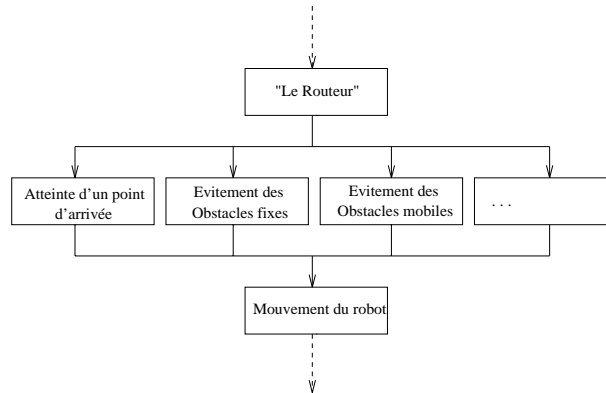 "Le Routeur"
Atteinte d'un point
d'arrivée
Evitement des
Obstacles fixes
Evitement des
Obstacles mobiles
. . .
Mouvement du robot